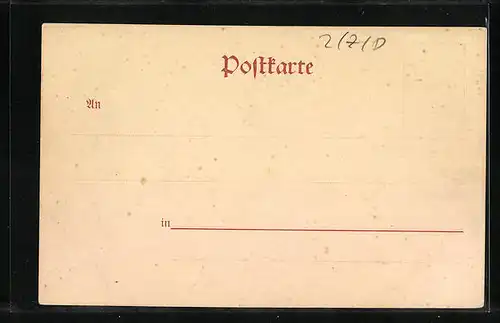 2/7/D
Postkarte
An
in